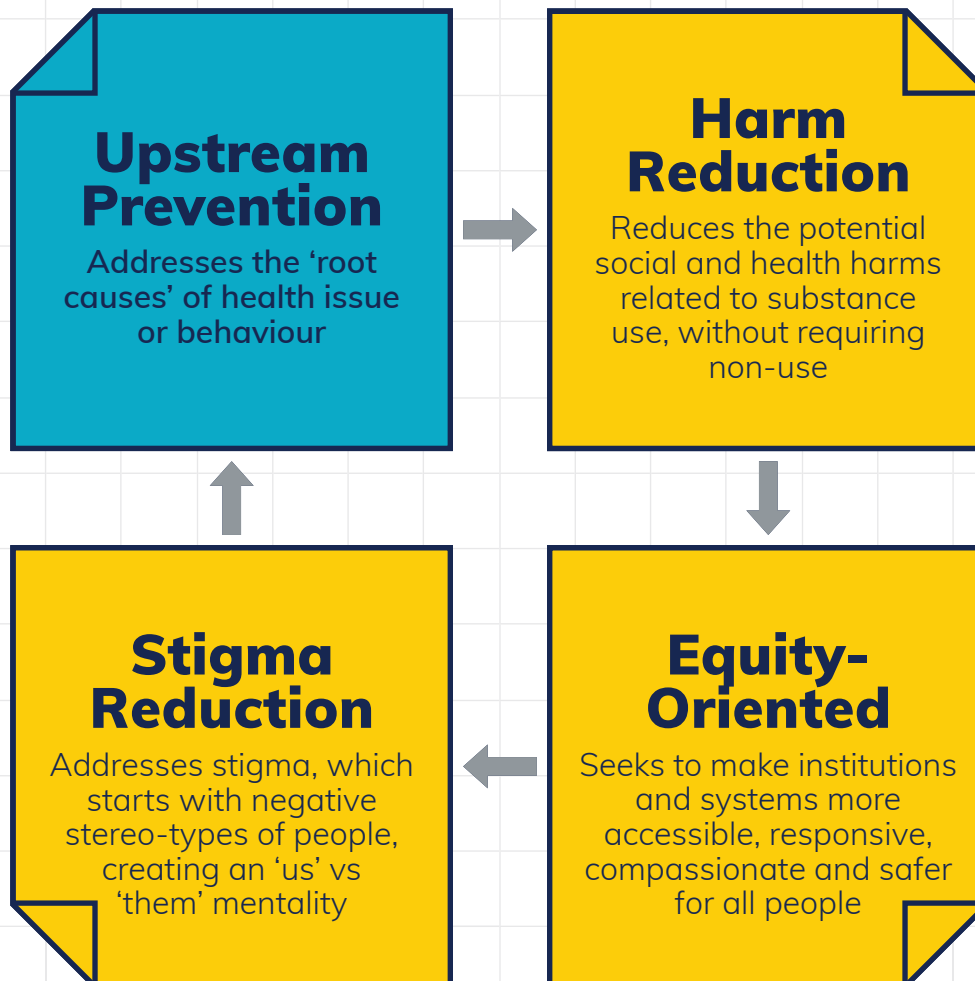 Upstream
Prevention
Addresses the ‘root
causes’ of health issue
or behaviour
Harm
Reduction
Reduces the potential
social and health harms
related to substance
use, without requiring
non-use
Stigma
Reduction
Addresses stigma, which
starts with negative
stereo-types of people,
creating an ‘us’ vs
‘them’ mentality
Equity-
Oriented
Seeks to make institutions
and systems more
accessible, responsive,
compassionate and safer
for all people